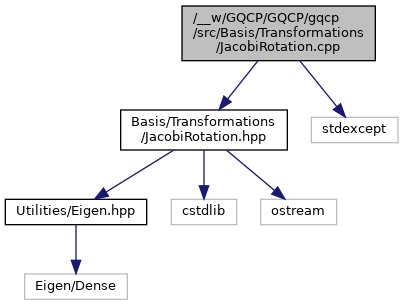 /__w/GQCP/GQCP/gqcp
/src/Basis/Transformations
/JacobiRotation.cpp
Basis/Transformations
/JacobiRotation.hpp
stdexcept
Utilities/Eigen.hpp
cstdlib
ostream
Eigen/Dense